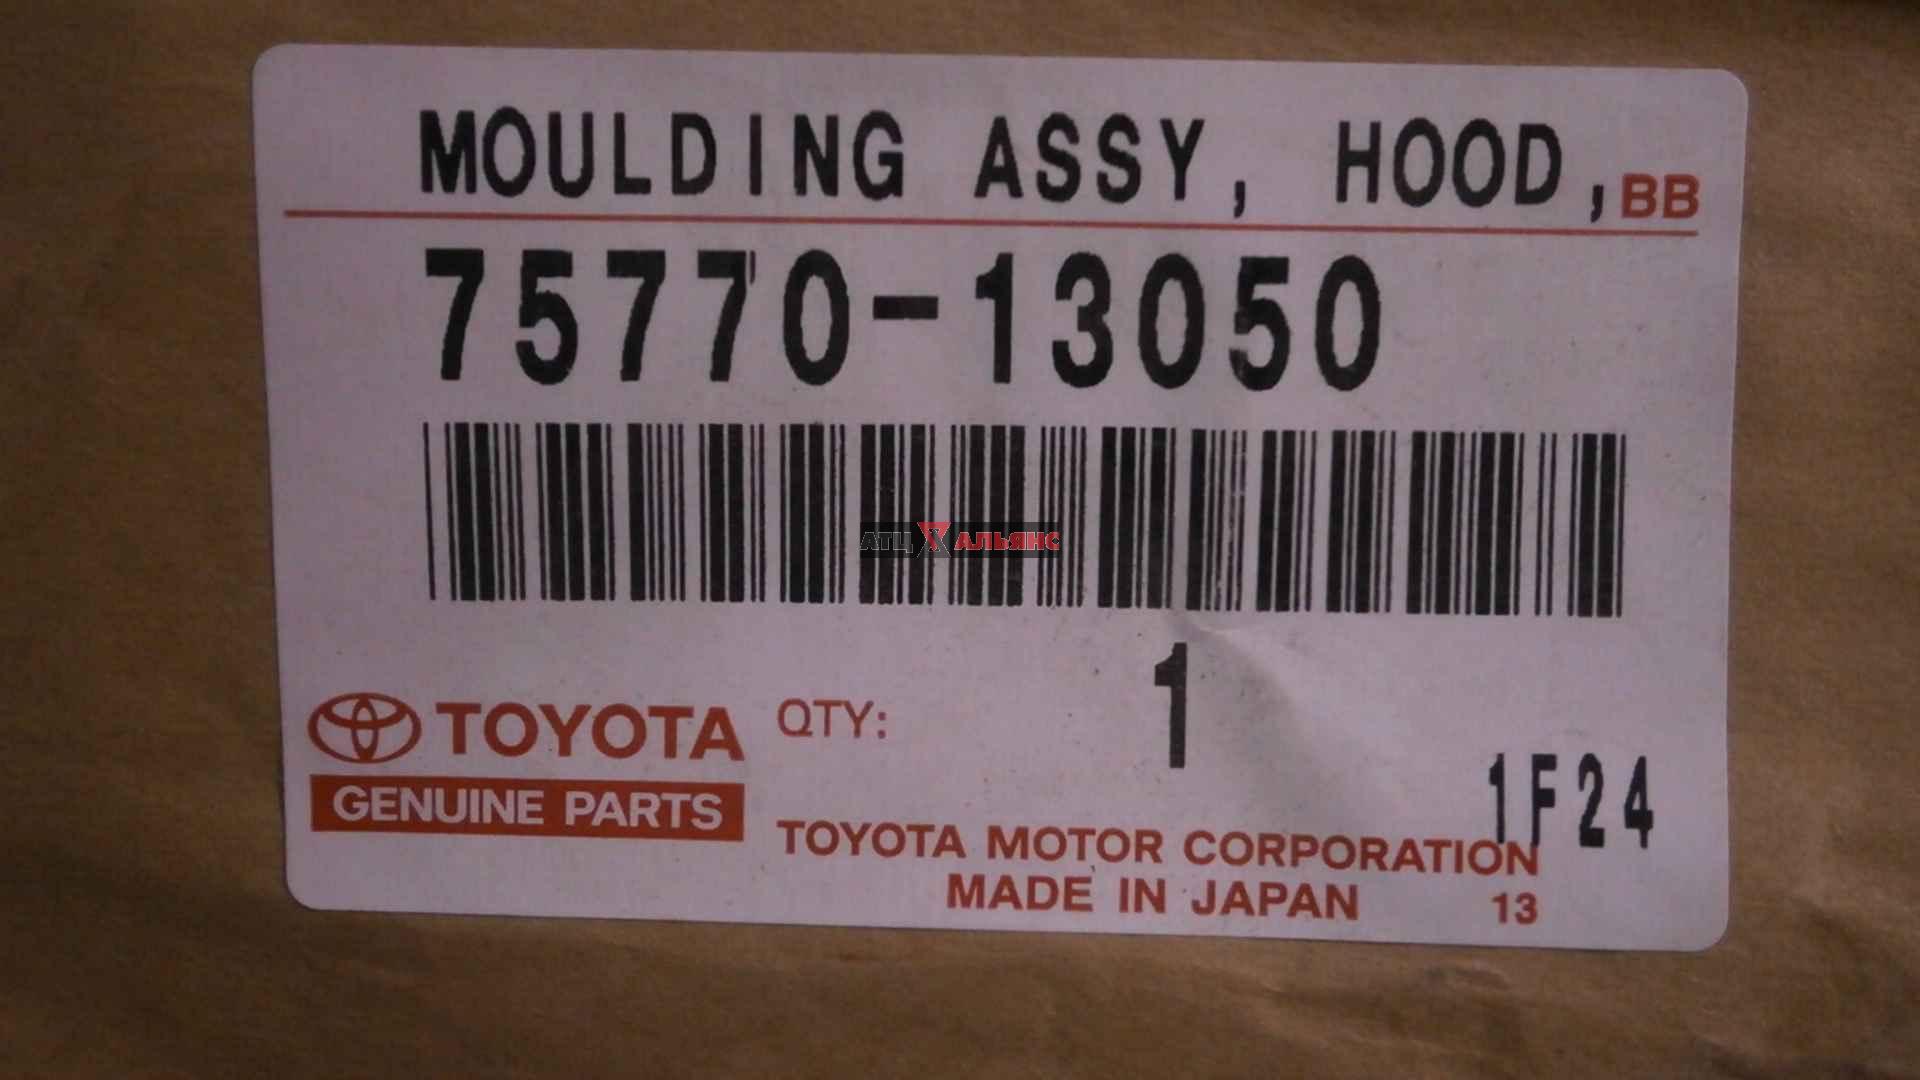 MOULDING ASSY, HOOD, BB
75770-13050
АТЦ АЛЬЯНС
TOYOTA QTY: 1
GENUINE PARTS
1F24
TOYOTA MOTOR CORPORATION
MADE IN JAPAN 13